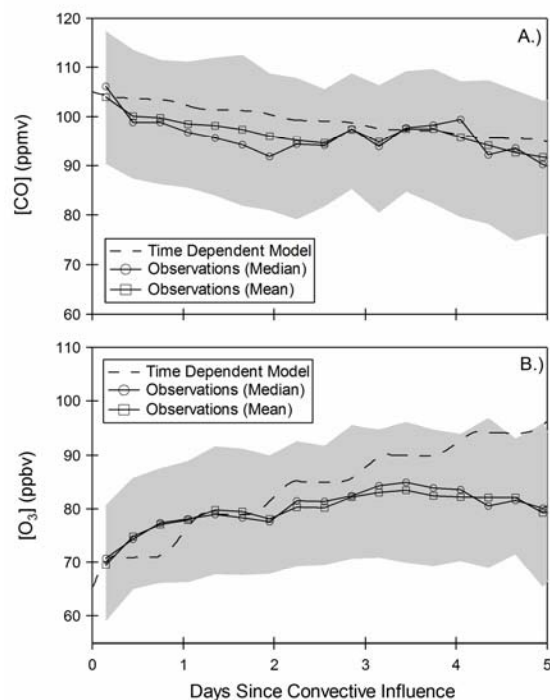 120
A.)
110
100
90
80
70
60
[CO] (ppmv)
Time Dependent Model
Observations (Median)
Observations (Mean)
110
B.)
100
90
80
70
60
[O₃] (ppbv)
Time Dependent Model
Observations (Median)
Observations (Mean)
0 1 2 3 4 5
Days Since Convective Influence